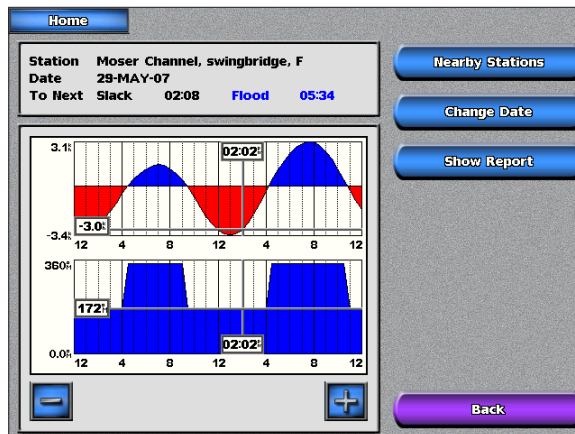 Home
Station Moser Channel, swingbridge, F
Date 29-MAY-07
To Next Slack 02:08 Flood 05:34
Nearby Stations
Change Date
Show Report
3.1
02:02
-3.0
-3.4
12 4 8 12 4 8 12
360
172
02:02
0.0
12 4 8 12 4 8 12
Back